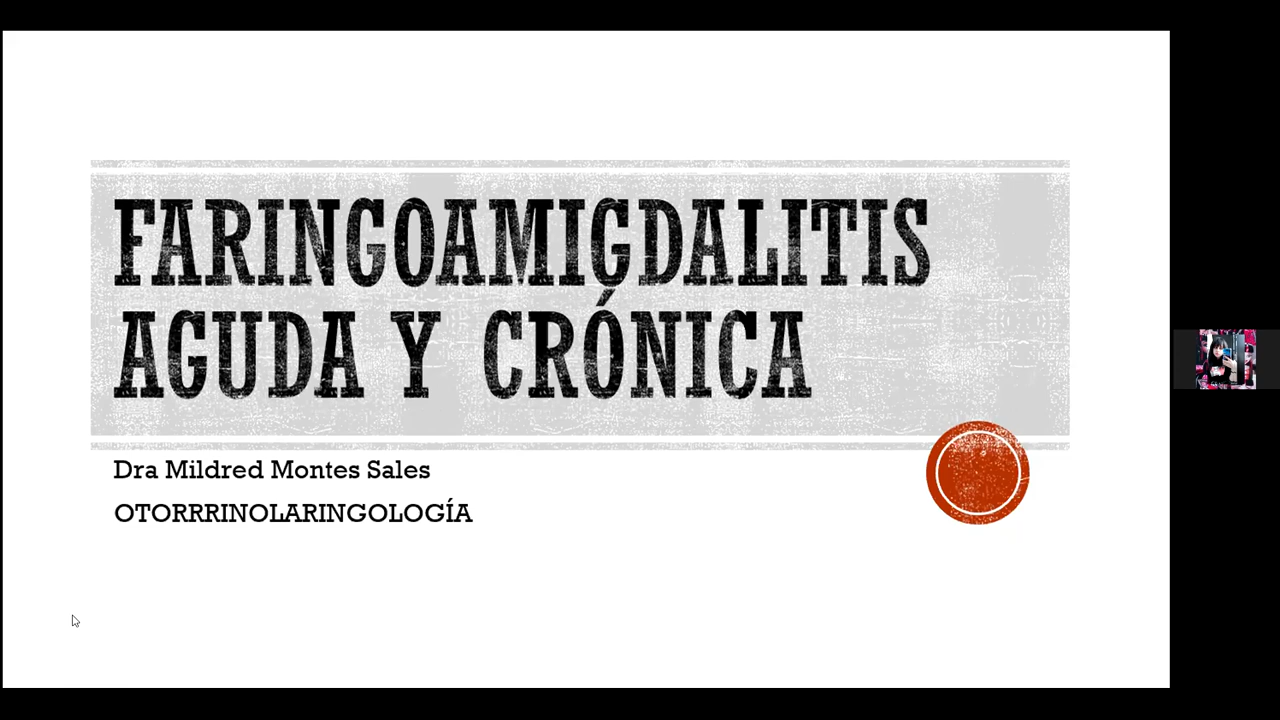 FARINGOAMIGDALITIS
AGUDA Y CRÓNICA
Dra Mildred Montes Sales
OTORRRINOLARINGOLOGÍA